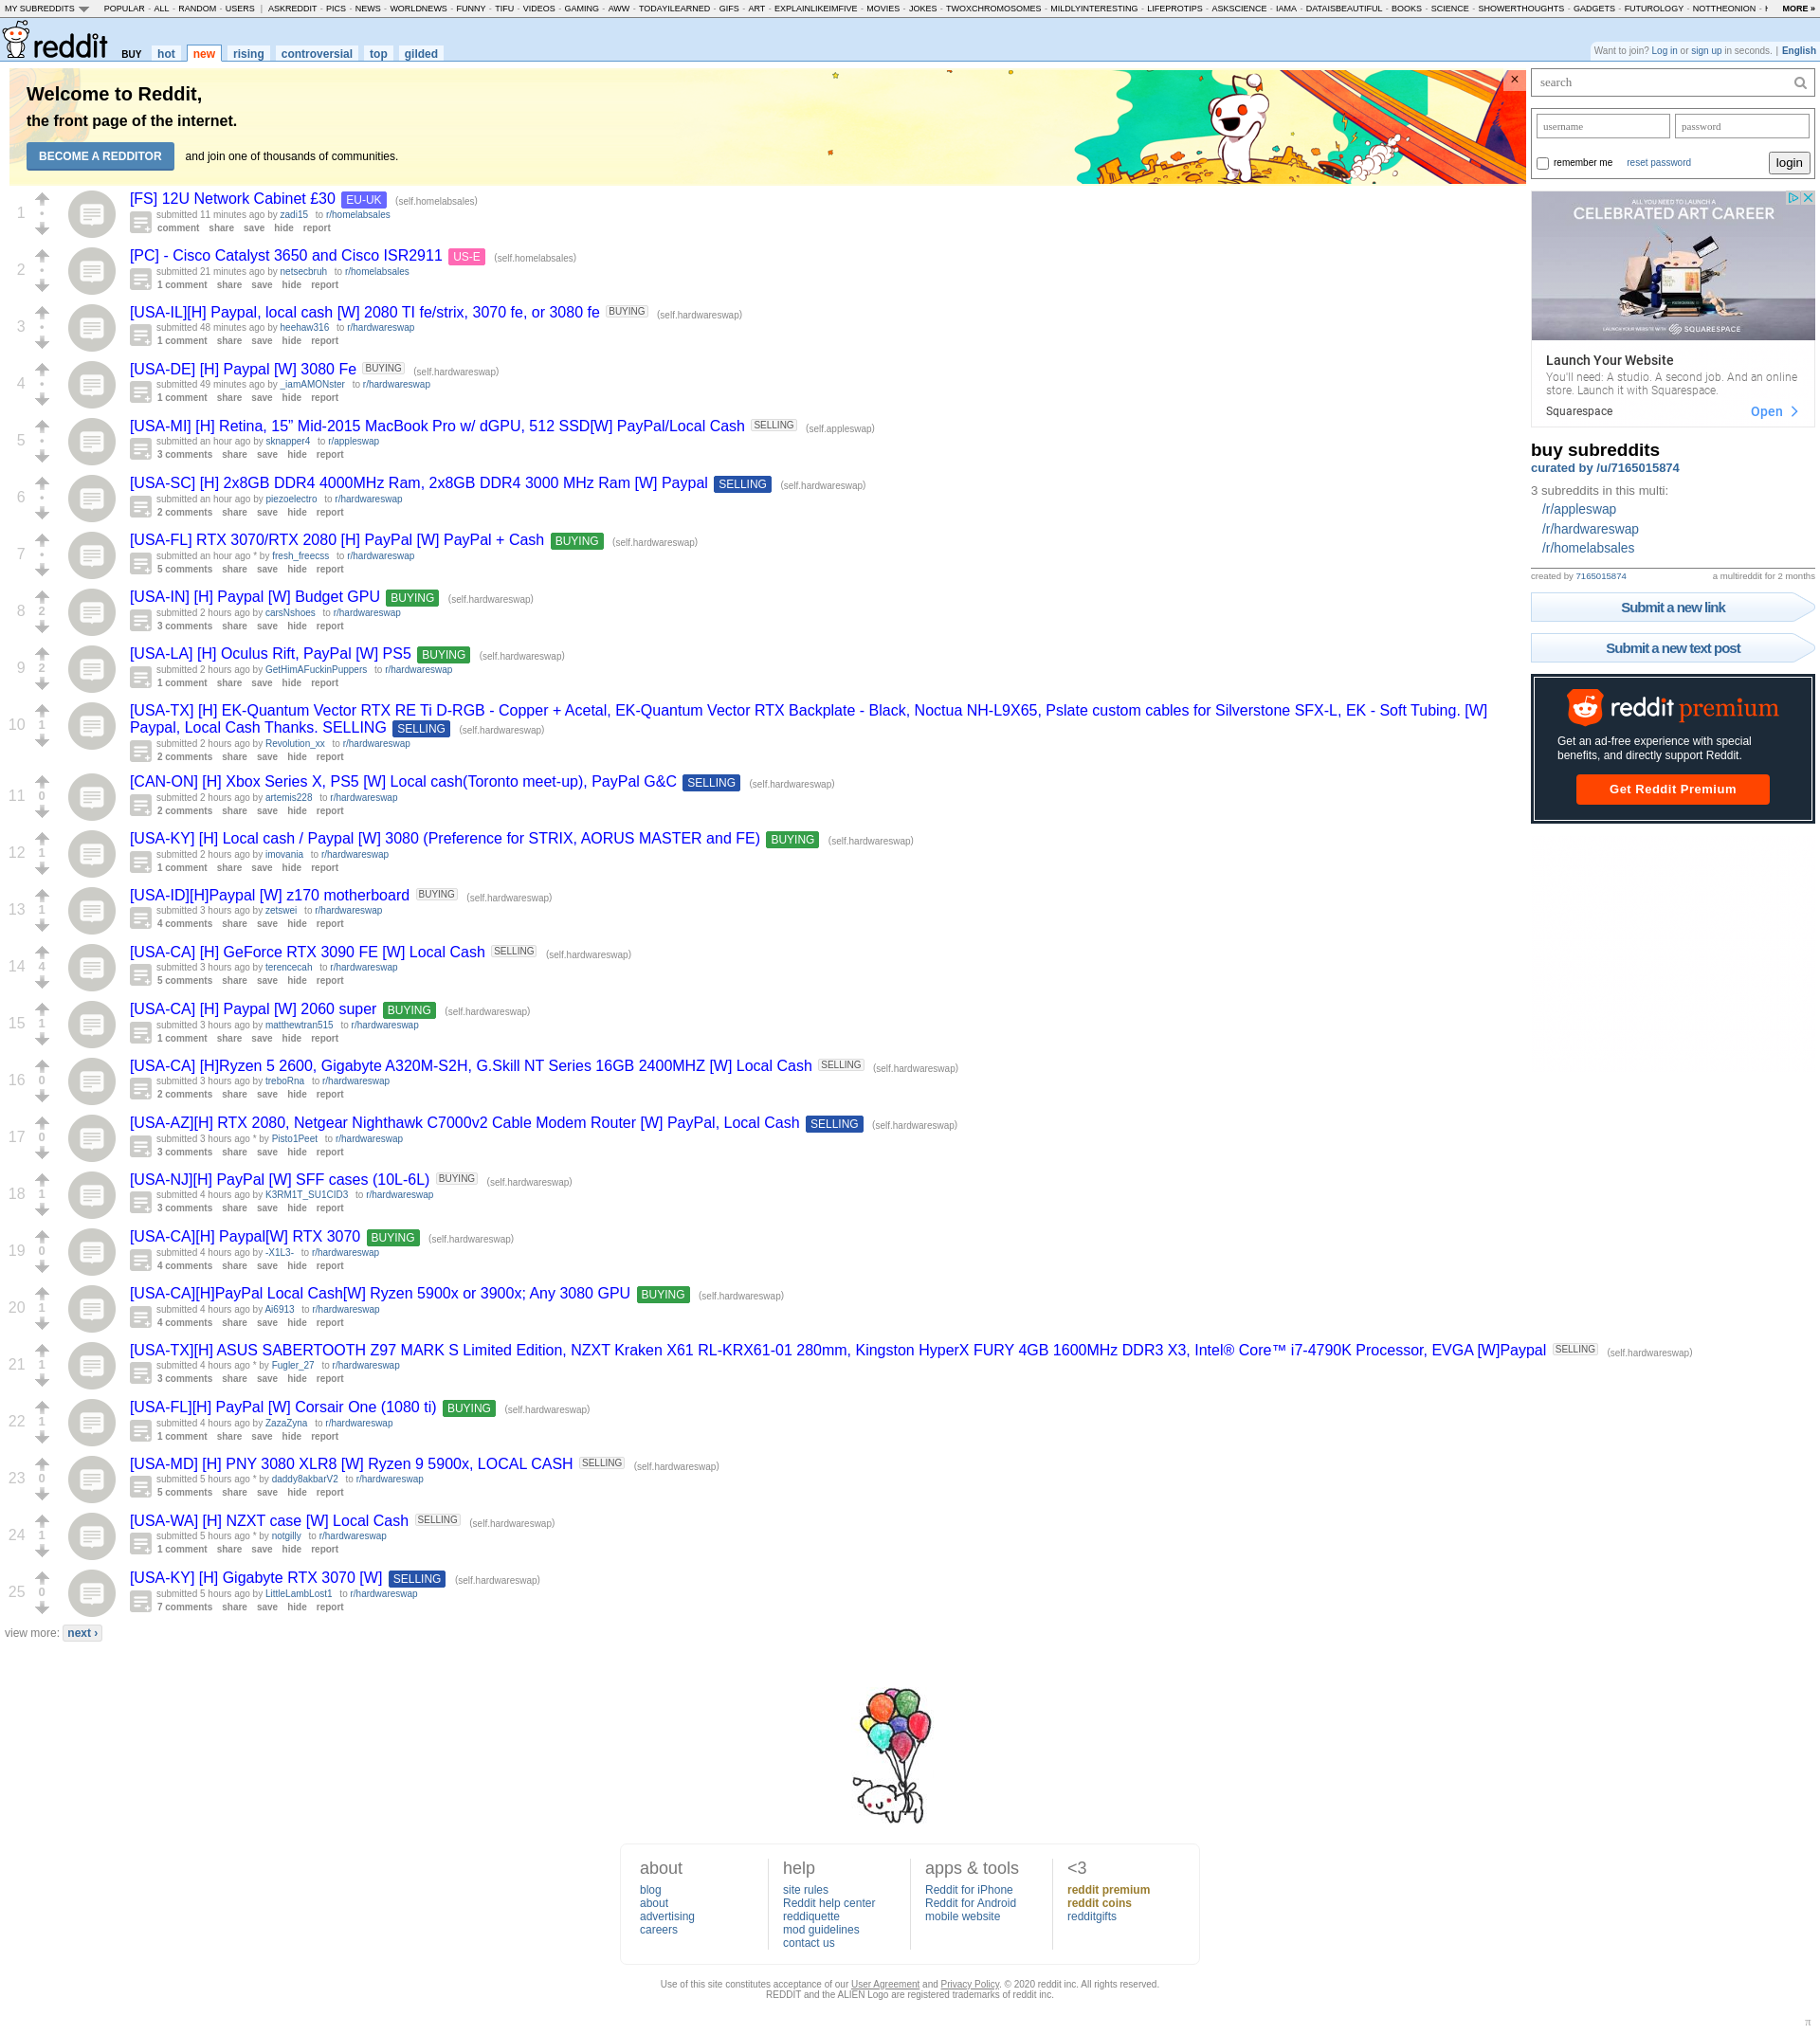 MY SUBREDDITS POPULAR - ALL - RANDOM - USERS | ASKREDDIT - PICS - NEWS - WORLDNEWS - FUNNY - TIFU - VIDEOS - GAMING - AWW - TODAYILEARNED - GIFS - ART - EXPLAINLIKEIMFIVE - MOVIES - JOKES - TWOXCHROMOSOMES - MILDLYINTERESTING - LIFEPROTIPS - ASKSCIENCE - IAMA - DATAISBEAUTIFUL - BOOKS - SCIENCE - SHOWERTHOUGHTS - GADGETS - FUTUROLOGY - NOTTHEONION - MORE »
reddit BUY hot new rising controversial top gilded
Want to join? Log in or sign up in seconds. | English
Welcome to Reddit,
the front page of the internet.
BECOME A REDDITOR and join one of thousands of communities.
×
1
[FS] 12U Network Cabinet £30 EU-UK (self.homelabsales)
submitted 11 minutes ago by zadi15 to r/homelabsales
comment share save hide report
2
[PC] - Cisco Catalyst 3650 and Cisco ISR2911 US-E (self.homelabsales)
submitted 21 minutes ago by netsecbruh to r/homelabsales
1 comment share save hide report
3
[USA-IL][H] Paypal, local cash [W] 2080 TI fe/strix, 3070 fe, or 3080 fe BUYING (self.hardwareswap)
submitted 48 minutes ago by heehaw316 to r/hardwareswap
1 comment share save hide report
4
[USA-DE] [H] Paypal [W] 3080 Fe BUYING (self.hardwareswap)
submitted 49 minutes ago by _iamAMONster to r/hardwareswap
1 comment share save hide report
5
[USA-MI] [H] Retina, 15” Mid-2015 MacBook Pro w/ dGPU, 512 SSD[W] PayPal/Local Cash SELLING (self.appleswap)
submitted an hour ago by sknapper4 to r/appleswap
3 comments share save hide report
6
[USA-SC] [H] 2x8GB DDR4 4000MHz Ram, 2x8GB DDR4 3000 MHz Ram [W] Paypal SELLING (self.hardwareswap)
submitted an hour ago by piezoelectro to r/hardwareswap
2 comments share save hide report
7
[USA-FL] RTX 3070/RTX 2080 [H] PayPal [W] PayPal + Cash BUYING (self.hardwareswap)
submitted an hour ago * by fresh_freecss to r/hardwareswap
5 comments share save hide report
8 2
[USA-IN] [H] Paypal [W] Budget GPU BUYING (self.hardwareswap)
submitted 2 hours ago by carsNshoes to r/hardwareswap
3 comments share save hide report
9 2
[USA-LA] [H] Oculus Rift, PayPal [W] PS5 BUYING (self.hardwareswap)
submitted 2 hours ago by GetHimAFuckinPuppers to r/hardwareswap
1 comment share save hide report
10 1
[USA-TX] [H] EK-Quantum Vector RTX RE Ti D-RGB - Copper + Acetal, EK-Quantum Vector RTX Backplate - Black, Noctua NH-L9X65, Pslate custom cables for Silverstone SFX-L, EK - Soft Tubing. [W]
Paypal, Local Cash Thanks. SELLING SELLING (self.hardwareswap)
submitted 2 hours ago by Revolution_xx to r/hardwareswap
2 comments share save hide report
11 0
[CAN-ON] [H] Xbox Series X, PS5 [W] Local cash(Toronto meet-up), PayPal G&C SELLING (self.hardwareswap)
submitted 2 hours ago by artemis228 to r/hardwareswap
2 comments share save hide report
12 1
[USA-KY] [H] Local cash / Paypal [W] 3080 (Preference for STRIX, AORUS MASTER and FE) BUYING (self.hardwareswap)
submitted 2 hours ago by imovania to r/hardwareswap
1 comment share save hide report
13 1
[USA-ID][H]Paypal [W] z170 motherboard BUYING (self.hardwareswap)
submitted 3 hours ago by zetswei to r/hardwareswap
4 comments share save hide report
14 4
[USA-CA] [H] GeForce RTX 3090 FE [W] Local Cash SELLING (self.hardwareswap)
submitted 3 hours ago by terencecah to r/hardwareswap
5 comments share save hide report
15 1
[USA-CA] [H] Paypal [W] 2060 super BUYING (self.hardwareswap)
submitted 3 hours ago by matthewtran515 to r/hardwareswap
1 comment share save hide report
16 0
[USA-CA] [H]Ryzen 5 2600, Gigabyte A320M-S2H, G.Skill NT Series 16GB 2400MHZ [W] Local Cash SELLING (self.hardwareswap)
submitted 3 hours ago by treboRna to r/hardwareswap
2 comments share save hide report
17 0
[USA-AZ][H] RTX 2080, Netgear Nighthawk C7000v2 Cable Modem Router [W] PayPal, Local Cash SELLING (self.hardwareswap)
submitted 3 hours ago * by Pisto1Peet to r/hardwareswap
3 comments share save hide report
18 1
[USA-NJ][H] PayPal [W] SFF cases (10L-6L) BUYING (self.hardwareswap)
submitted 4 hours ago by K3RM1T_SU1CID3 to r/hardwareswap
3 comments share save hide report
19 0
[USA-CA][H] Paypal[W] RTX 3070 BUYING (self.hardwareswap)
submitted 4 hours ago by -X1L3- to r/hardwareswap
4 comments share save hide report
20 1
[USA-CA][H]PayPal Local Cash[W] Ryzen 5900x or 3900x; Any 3080 GPU BUYING (self.hardwareswap)
submitted 4 hours ago by Ai6913 to r/hardwareswap
4 comments share save hide report
21 1
[USA-TX][H] ASUS SABERTOOTH Z97 MARK S Limited Edition, NZXT Kraken X61 RL-KRX61-01 280mm, Kingston HyperX FURY 4GB 1600MHz DDR3 X3, Intel® Core™ i7-4790K Processor, EVGA [W]Paypal SELLING (self.hardwareswap)
submitted 4 hours ago * by Fugler_27 to r/hardwareswap
3 comments share save hide report
22 1
[USA-FL][H] PayPal [W] Corsair One (1080 ti) BUYING (self.hardwareswap)
submitted 4 hours ago by ZazaZyna to r/hardwareswap
1 comment share save hide report
23 0
[USA-MD] [H] PNY 3080 XLR8 [W] Ryzen 9 5900x, LOCAL CASH SELLING (self.hardwareswap)
submitted 5 hours ago * by daddy8akbarV2 to r/hardwareswap
5 comments share save hide report
24 1
[USA-WA] [H] NZXT case [W] Local Cash SELLING (self.hardwareswap)
submitted 5 hours ago * by notgilly to r/hardwareswap
1 comment share save hide report
25 0
[USA-KY] [H] Gigabyte RTX 3070 [W] SELLING (self.hardwareswap)
submitted 5 hours ago by LittleLambLost1 to r/hardwareswap
7 comments share save hide report
view more: next ›
search
username password
remember me reset password login
ALL YOU NEED TO LAUNCH A
CELEBRATED ART CAREER
LAUNCH YOUR WEBSITE WITH SQUARESPACE
Launch Your Website
You'll need: A studio. A second job. And an online
store. Launch it with Squarespace.
Squarespace Open
buy subreddits
curated by /u/7165015874
3 subreddits in this multi:
/r/appleswap
/r/hardwareswap
/r/homelabsales
created by 7165015874 a multireddit for 2 months
Submit a new link
Submit a new text post
reddit premium
Get an ad-free experience with special
benefits, and directly support Reddit.
Get Reddit Premium
about
blog
about
advertising
careers
help
site rules
Reddit help center
reddiquette
mod guidelines
contact us
apps & tools
Reddit for iPhone
Reddit for Android
mobile website
<3
reddit premium
reddit coins
redditgifts
Use of this site constitutes acceptance of our User Agreement and Privacy Policy. © 2020 reddit inc. All rights reserved.
REDDIT and the ALIEN Logo are registered trademarks of reddit inc.
π